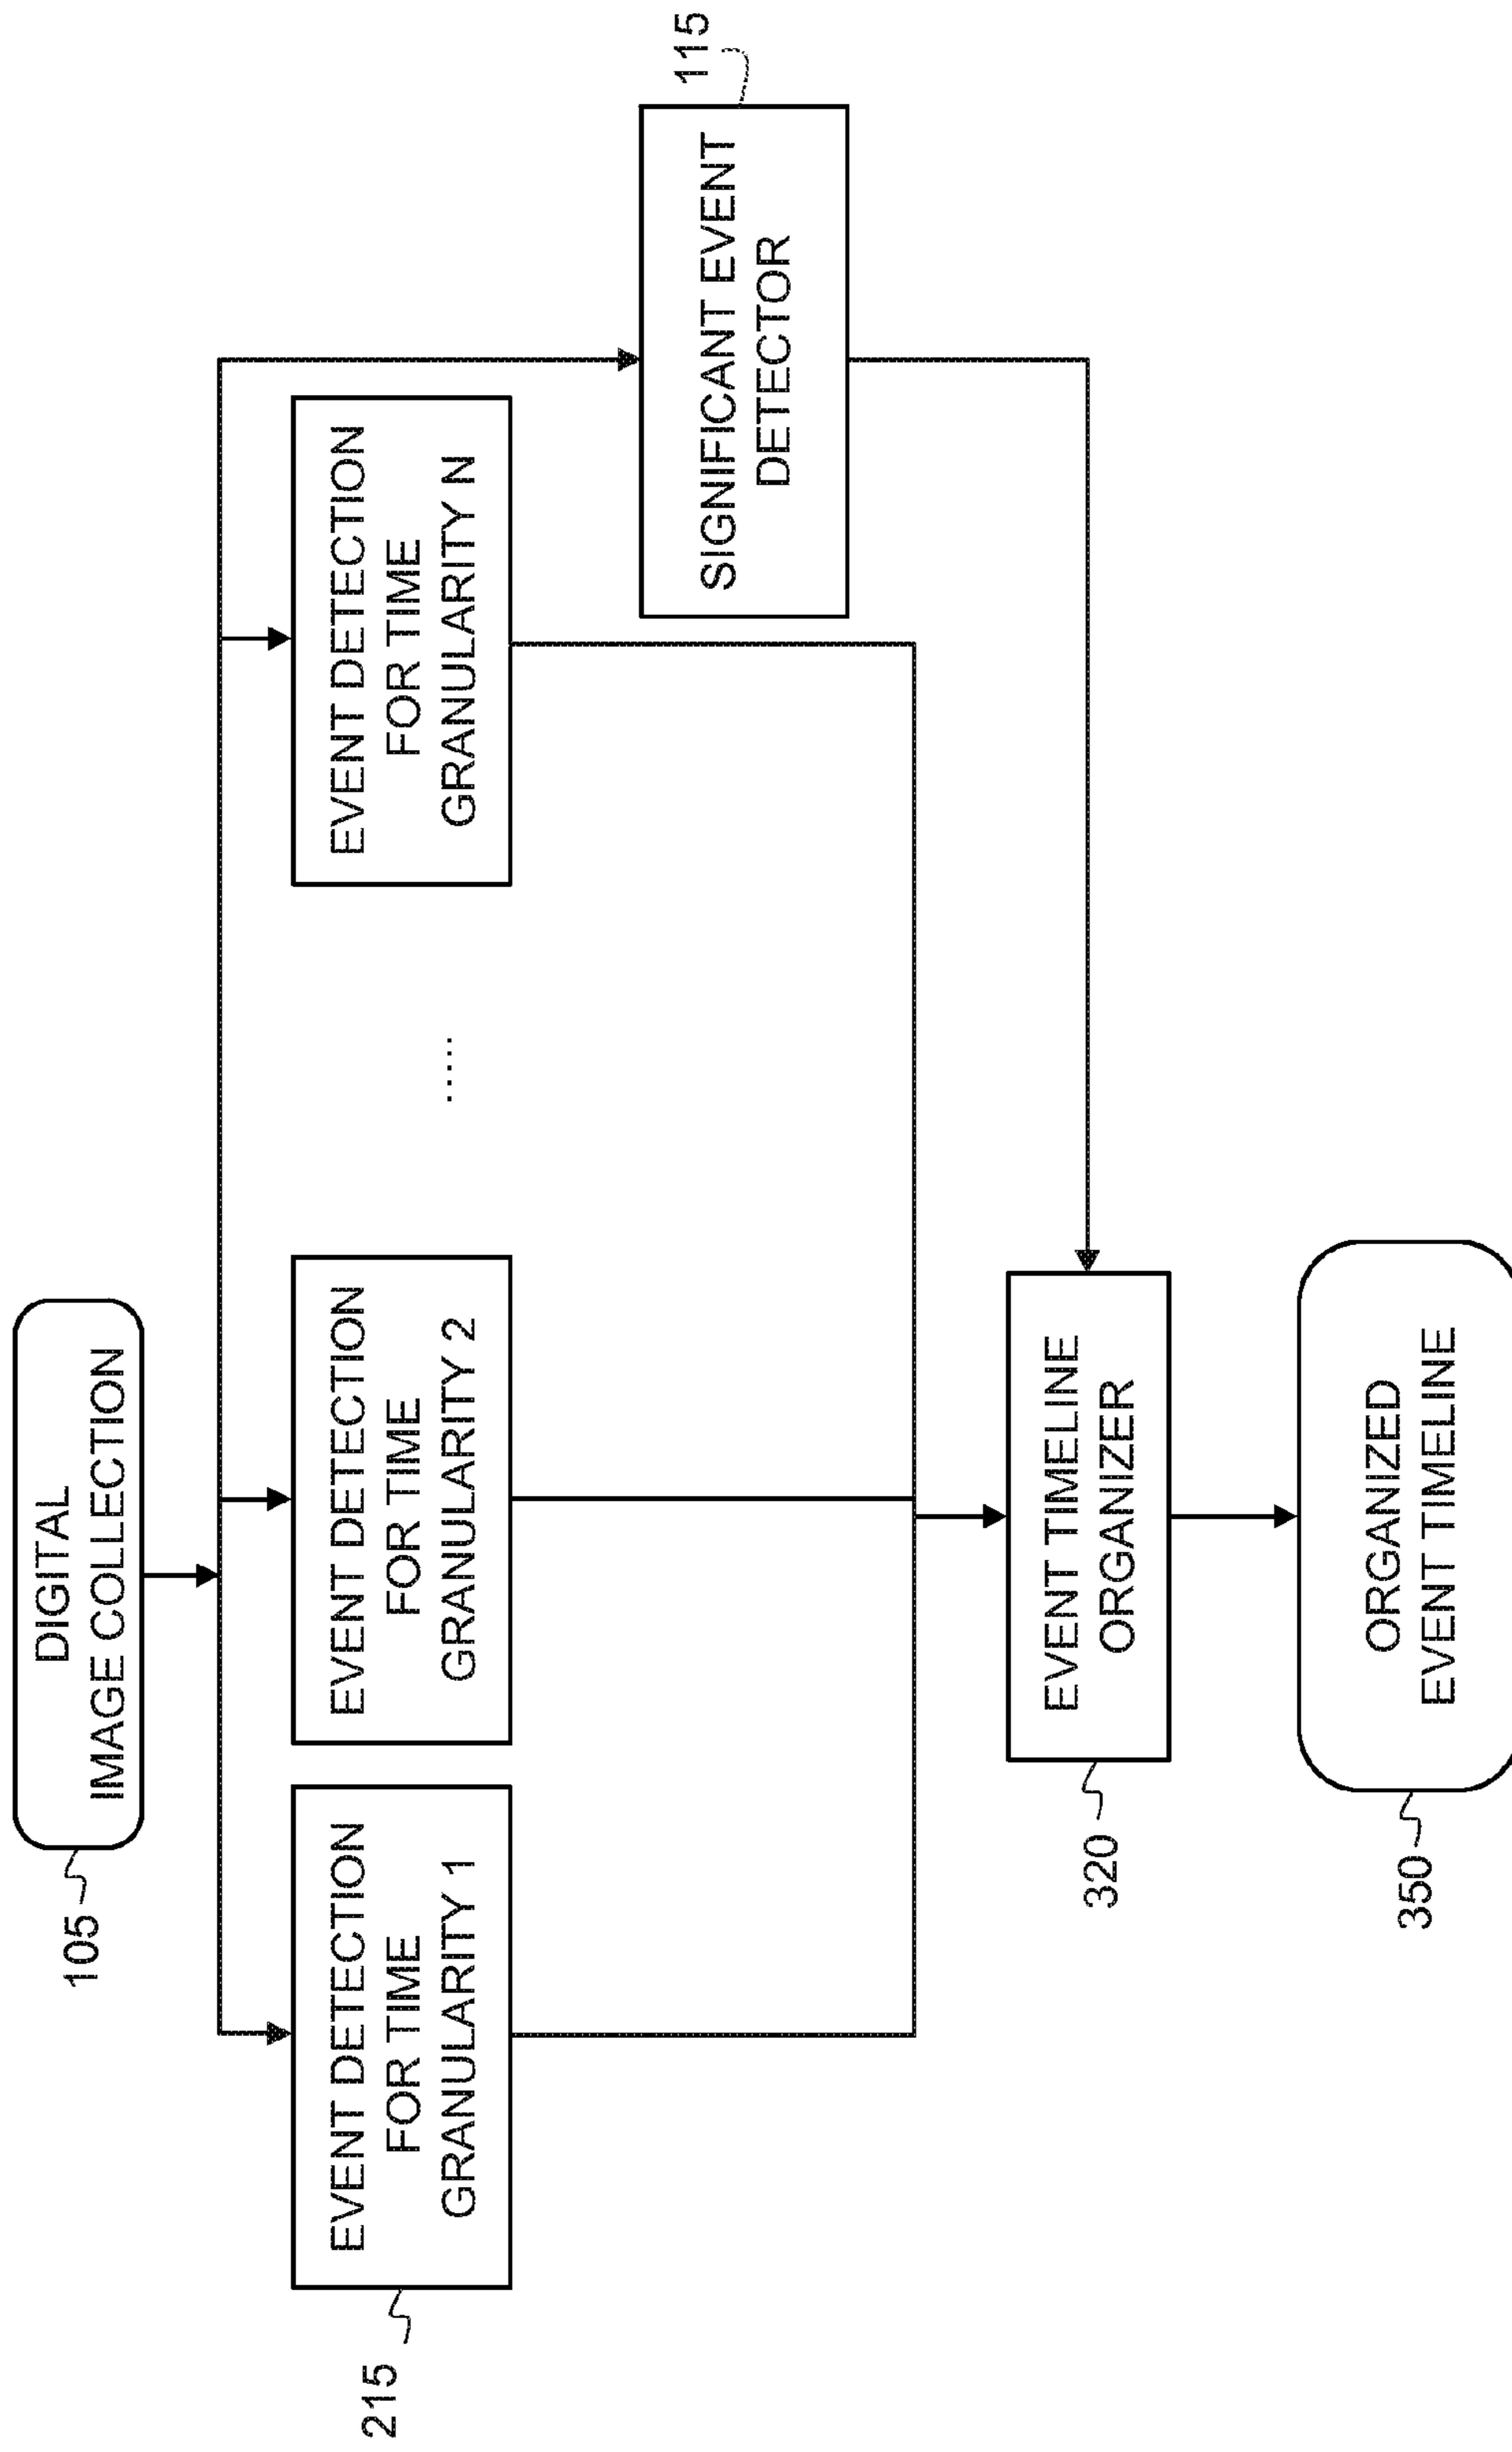 DIGITAL
IMAGE COLLECTION
105
EVENT DETECTION
FOR TIME
GRANULARITY 1
215
EVENT DETECTION
FOR TIME
GRANULARITY 2
.....
EVENT DETECTION
FOR TIME
GRANULARITY N
SIGNIFICANT EVENT
DETECTOR
115
EVENT TIMELINE
ORGANIZER
320
ORGANIZED
EVENT TIMELINE
350